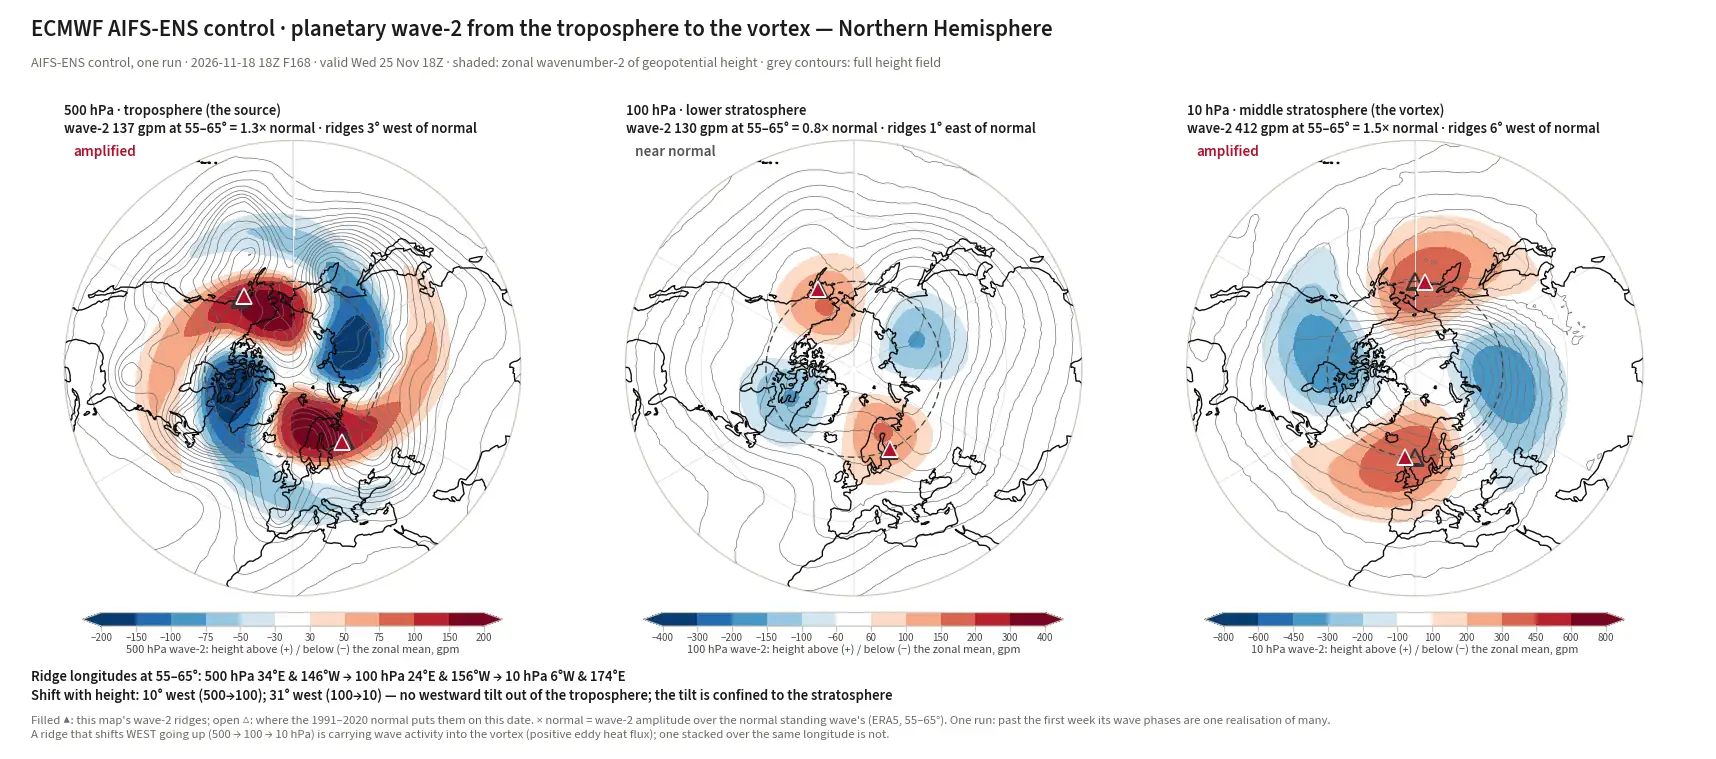 ECMWF AIFS-ENS control · planetary wave-2 from the troposphere to the vortex — Northern Hemisphere
AIFS-ENS control, one run · 2026-11-18 18Z F168 · valid Wed 25 Nov 18Z · shaded: zonal wavenumber-2 of geopotential height · grey contours: full height field
500 hPa · troposphere (the source)
wave-2 137 gpm at 55–65° = 1.3× normal · ridges 3° west of normal
amplified
100 hPa · lower stratosphere
wave-2 130 gpm at 55–65° = 0.8× normal · ridges 1° east of normal
near normal
10 hPa · middle stratosphere (the vortex)
wave-2 412 gpm at 55–65° = 1.5× normal · ridges 6° west of normal
amplified
−200 −150 −100 −75 −50 −30 30 50 75 100 150 200
500 hPa wave-2: height above (+) / below (−) the zonal mean, gpm
−400 −300 −200 −150 −100 −60 60 100 150 200 300 400
100 hPa wave-2: height above (+) / below (−) the zonal mean, gpm
−800 −600 −450 −300 −200 −100 100 200 300 450 600 800
10 hPa wave-2: height above (+) / below (−) the zonal mean, gpm
Ridge longitudes at 55–65°: 500 hPa 34°E & 146°W → 100 hPa 24°E & 156°W → 10 hPa 6°W & 174°E
Shift with height: 10° west (500→100); 31° west (100→10) — no westward tilt out of the troposphere; the tilt is confined to the stratosphere
Filled ▲: this map's wave-2 ridges; open △: where the 1991–2020 normal puts them on this date. × normal = wave-2 amplitude over the normal standing wave's (ERA5, 55–65°). One run: past the first week its wave phases are one realisation of many.
A ridge that shifts WEST going up (500 → 100 → 10 hPa) is carrying wave activity into the vortex (positive eddy heat flux); one stacked over the same longitude is not.